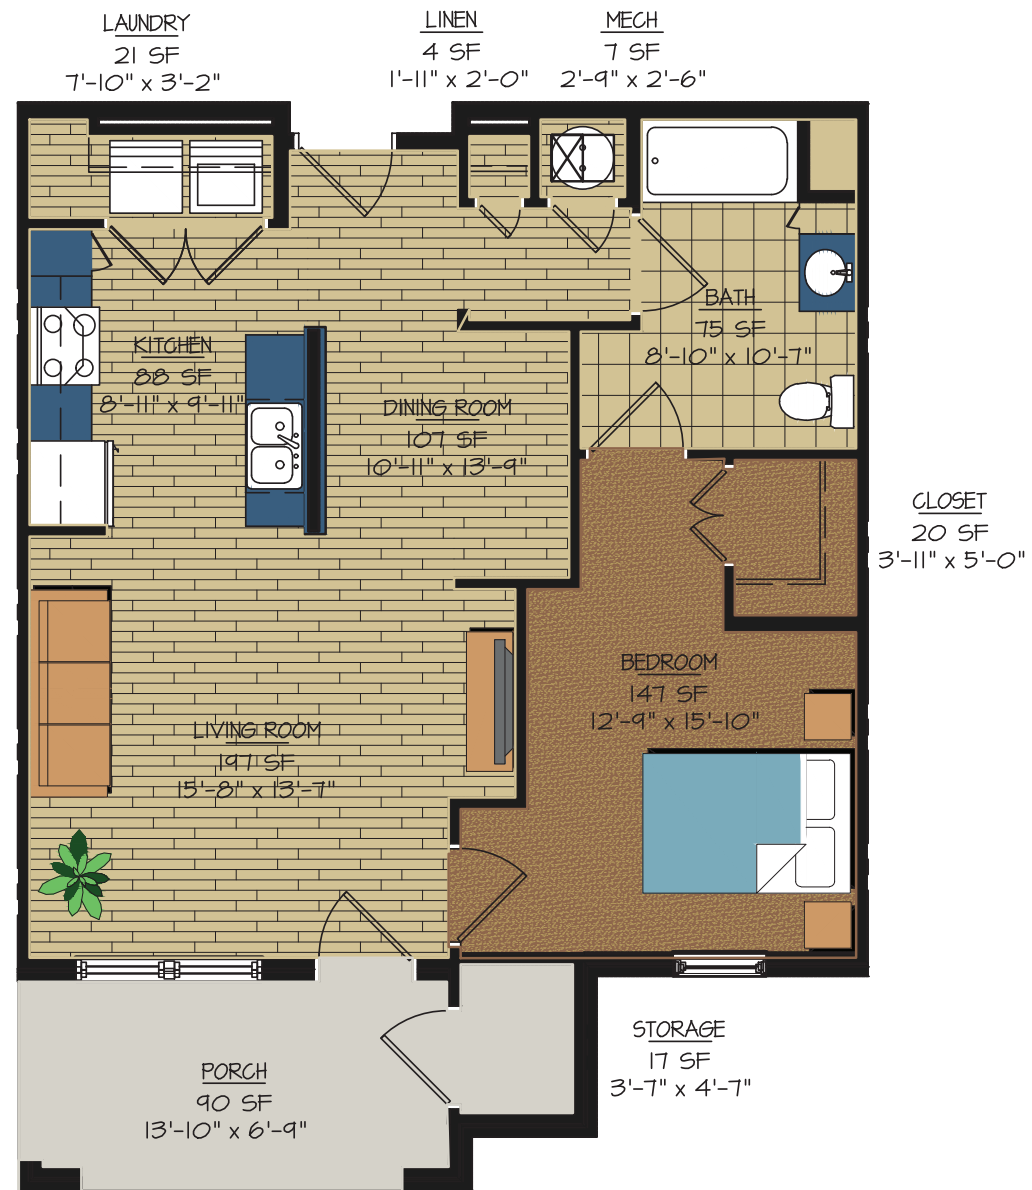 LAUNDRY
21 SF
7'-10" x 3'-2"
LINEN
4 SF
1'-11" x 2'-0"
MECH
7 SF
2'-9" x 2'-6"
BATH
75 SF
8'-10" x 10'-7"
KITCHEN
88 SF
8'-11" x 9'-11"
DINING ROOM
107 SF
10'-11" x 13'-9"
CLOSET
20 SF
3'-11" x 5'-0"
BEDROOM
147 SF
12'-9" x 15'-10"
LIVING ROOM
197 SF
15'-8" x 13'-7"
STORAGE
17 SF
3'-7" x 4'-7"
PORCH
90 SF
13'-10" x 6'-9"